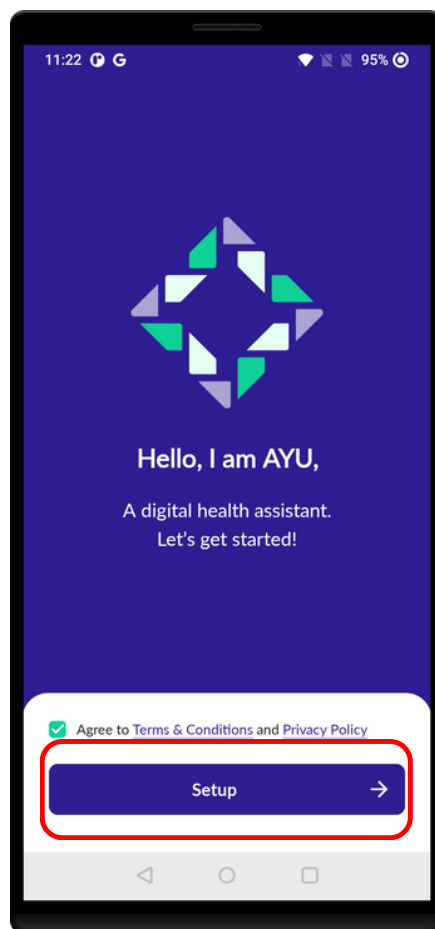 11:22 G 95%
Hello, I am AYU,
A digital health assistant.
Let's get started!
Agree to Terms & Conditions and Privacy Policy
Setup